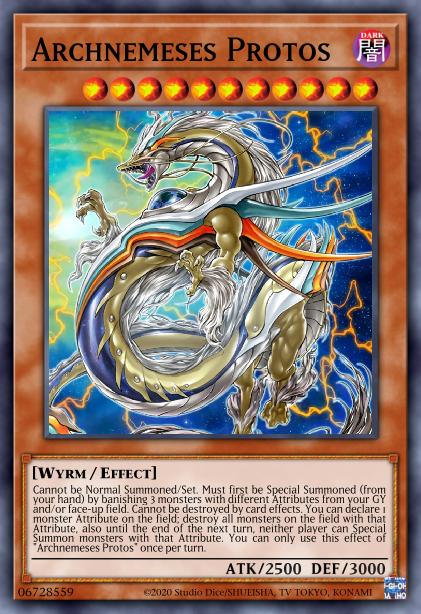 ARCHNEMESES PROTOS
DARK
闇
[WYRM / EFFECT]
Cannot be Normal Summoned/Set. Must first be Special Summoned (from
your hand) by banishing 3 monsters with different Attributes from your GY
and/or face-up field. Cannot be destroyed by card effects. You can declare 1
monster Attribute on the field; destroy all monsters on the field with that
Attribute, also until the end of the next turn, neither player can Special
Summon monsters with that Attribute. You can only use this effect of
"Archnemeses Protos" once per turn.
ATK/2500 DEF/3000
06728559
©2020 Studio Dice/SHUEISHA, TV TOKYO, KONAMI